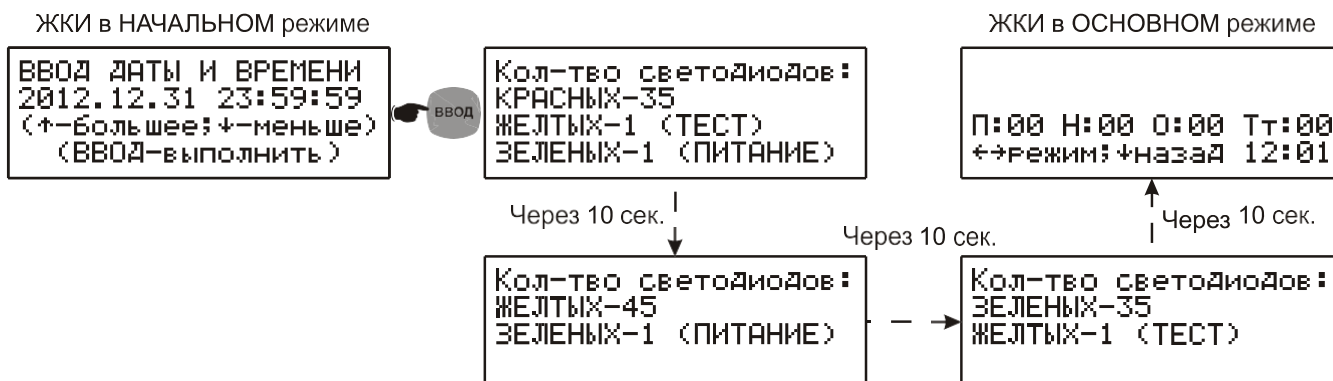 ЖКИ в НАЧАЛЬНОМ режиме
ВВОД ДАТЫ И ВРЕМЕНИ
2012.12.31 23:59:59
(↑-большее;↓-меньше)
(ВВОД-выполнить)
ввод
Кол-тво светодиодов:
КРАСНЫХ-35
ЖЕЛТЫХ-1 (ТЕСТ)
ЗЕЛЕНЫХ-1 (ПИТАНИЕ)
Через 10 сек.
Кол-тво светодиодов:
ЖЕЛТЫХ-45
ЗЕЛЕНЫХ-1 (ПИТАНИЕ)
Через 10 сек.
Кол-тво светодиодов:
ЗЕЛЕНЫХ-35
ЖЕЛТЫХ-1 (ТЕСТ)
Через 10 сек.
ЖКИ в ОСНОВНОМ режиме
П:00 Н:00 О:00 Тт:00
←→режим;↓назад 12:01